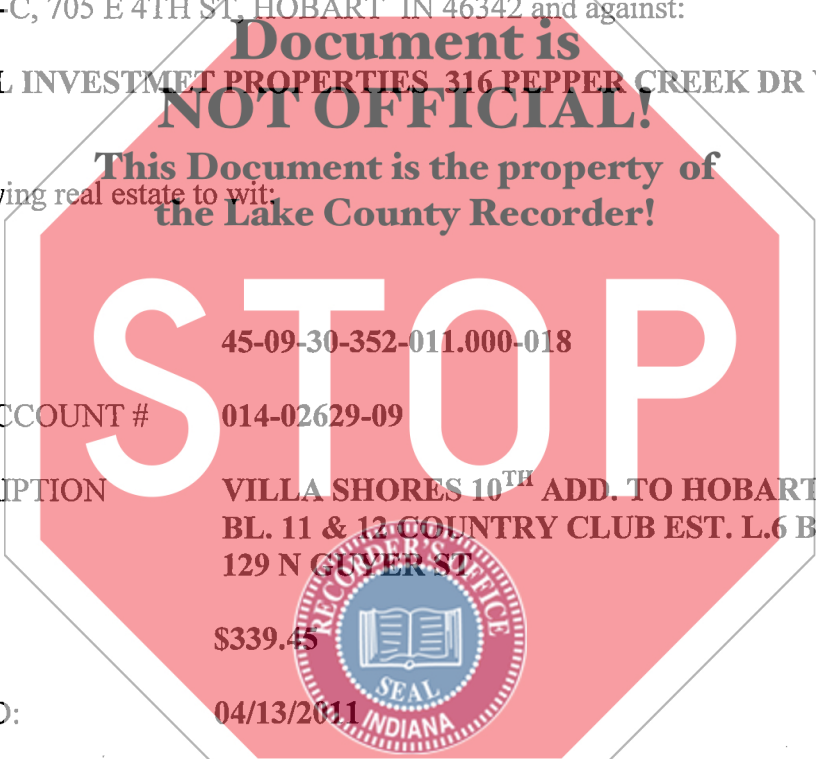 -C, 705 E 4TH ST, HOBART IN 46342 and against:
Document is
L INVESTMET PROPERTIES 316 PEPPER CREEK DR
NOT OFFICIAL!
This Document is the property of
ing real estate to wit:
the Lake County Recorder!
STOP
45-09-30-352-011.000-018
CCOUNT # 014-02629-09
IPTION VILLA SHORES 10TH ADD. TO HOBART
BL. 11 & 12 COUNTRY CLUB EST. L.6 B
129 N GUYER ST
RECORDER'S OFFICE
$339.45
SEAL
04/13/2011
INDIANA